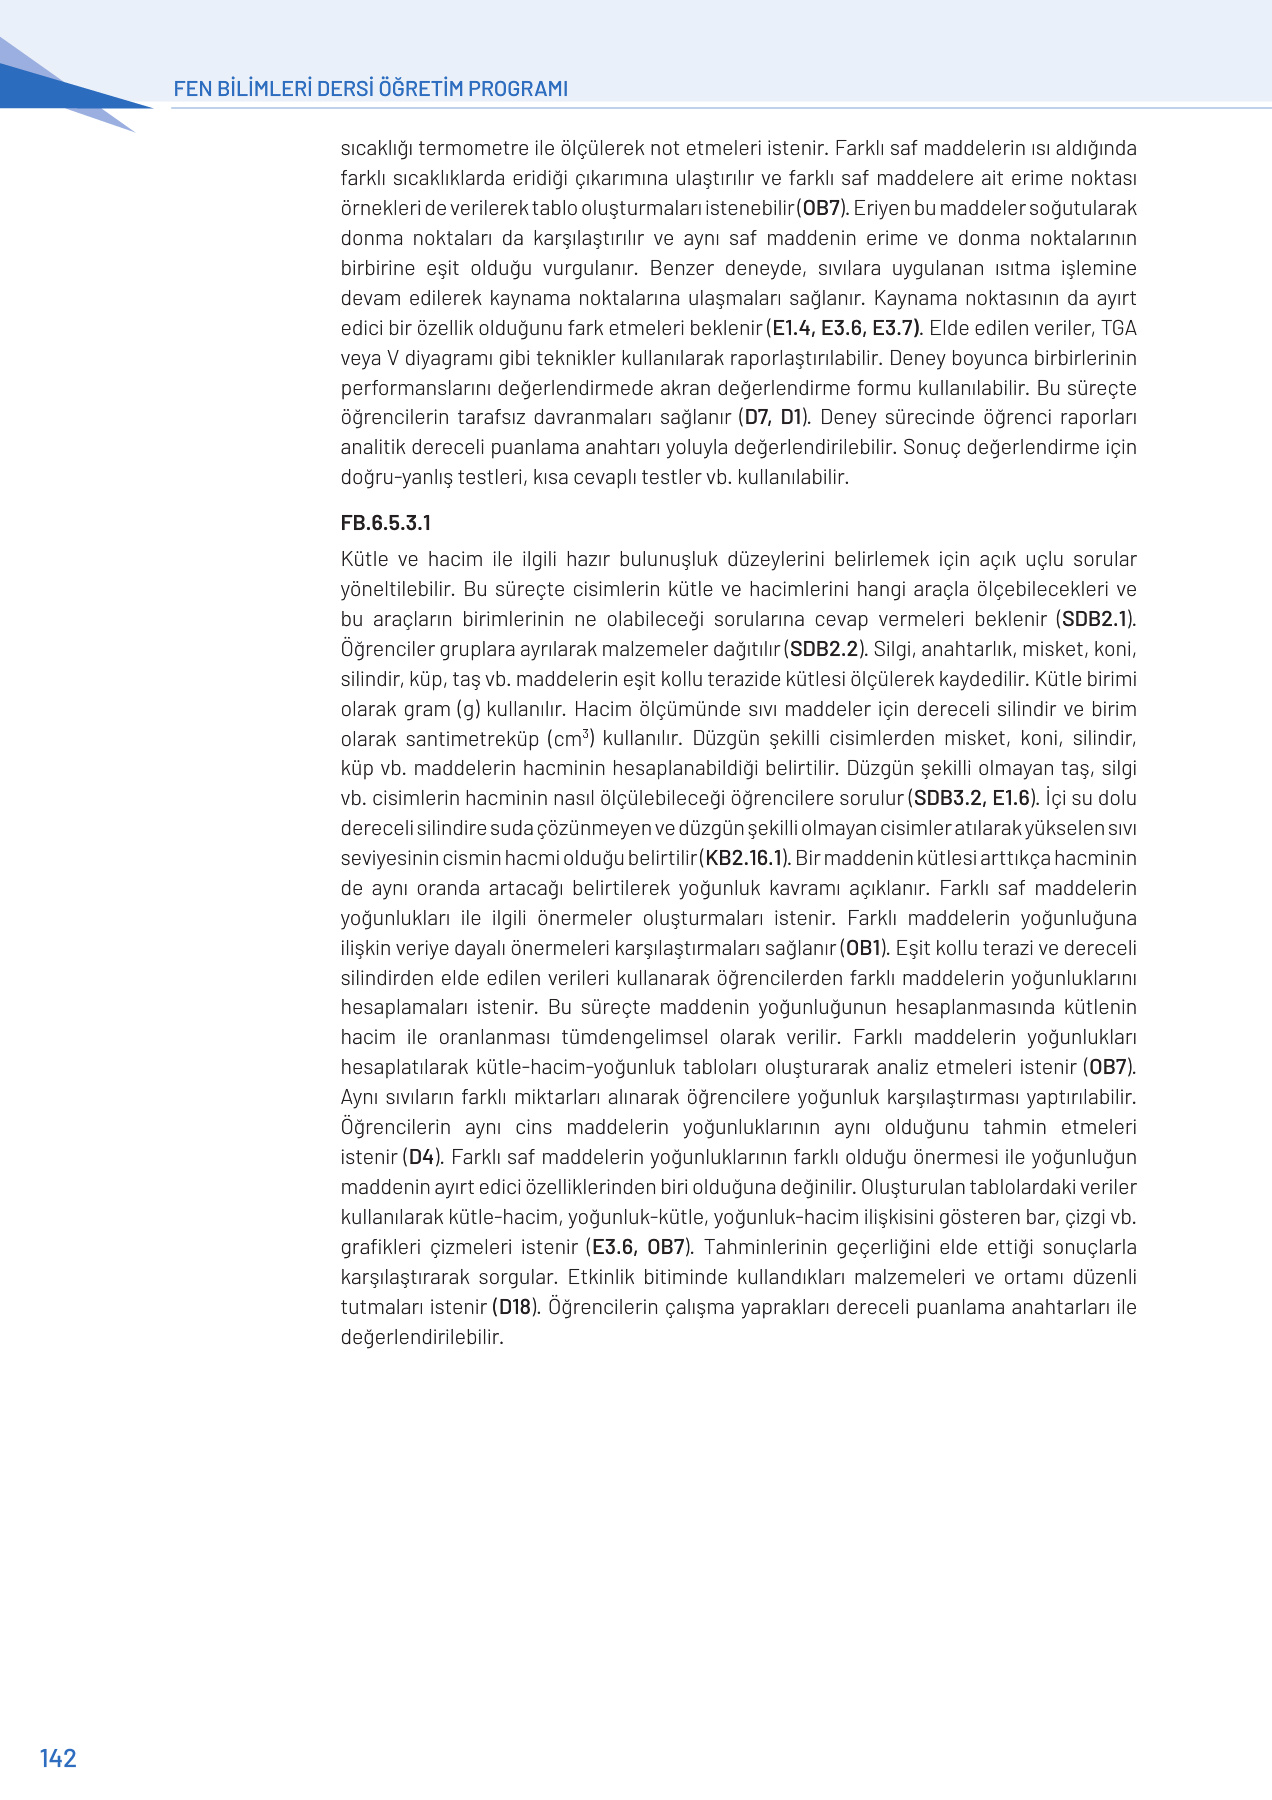 FEN BİLİMLERİ DERSİ ÖĞRETİM PROGRAMI
sıcaklığı termometre ile ölçülerek not etmeleri istenir. Farklı saf maddelerin ısı aldığında
farklı sıcaklıklarda eridiği çıkarımına ulaştırılır ve farklı saf maddelere ait erime noktası
örnekleri de verilerek tablo oluşturmaları istenebilir (OB7). Eriyen bu maddeler soğutularak
donma noktaları da karşılaştırılır ve aynı saf maddenin erime ve donma noktalarının
birbirine eşit olduğu vurgulanır. Benzer deneyde, sıvılara uygulanan ısıtma işlemine
devam edilerek kaynama noktalarına ulaşmaları sağlanır. Kaynama noktasının da ayırt
edici bir özellik olduğunu fark etmeleri beklenir (E1.4, E3.6, E3.7). Elde edilen veriler, TGA
veya V diyagramı gibi teknikler kullanılarak raporlaştırılabilir. Deney boyunca birbirlerinin
performanslarını değerlendirmede akran değerlendirme formu kullanılabilir. Bu süreçte
öğrencilerin tarafsız davranmaları sağlanır (D7, D1). Deney sürecinde öğrenci raporları
analitik dereceli puanlama anahtarı yoluyla değerlendirilebilir. Sonuç değerlendirme için
doğru-yanlış testleri, kısa cevaplı testler vb. kullanılabilir.
FB.6.5.3.1
Kütle ve hacim ile ilgili hazır bulunuşluk düzeylerini belirlemek için açık uçlu sorular
yöneltilebilir. Bu süreçte cisimlerin kütle ve hacimlerini hangi araçla ölçebilecekleri ve
bu araçların birimlerinin ne olabileceği sorularına cevap vermeleri beklenir (SDB2.1).
Öğrenciler gruplara ayrılarak malzemeler dağıtılır (SDB2.2). Silgi, anahtarlık, misket, koni,
silindir, küp, taş vb. maddelerin eşit kollu terazide kütlesi ölçülerek kaydedilir. Kütle birimi
olarak gram (g) kullanılır. Hacim ölçümünde sıvı maddeler için dereceli silindir ve birim
olarak santimetreküp (cm³) kullanılır. Düzgün şekilli cisimlerden misket, koni, silindir,
küp vb. maddelerin hacminin hesaplanabildiği belirtilir. Düzgün şekilli olmayan taş, silgi
vb. cisimlerin hacminin nasıl ölçülebileceği öğrencilere sorulur (SDB3.2, E1.6). İçi su dolu
dereceli silindire suda çözünmeyen ve düzgün şekilli olmayan cisimler atılarak yükselen sıvı
seviyesinin cismin hacmi olduğu belirtilir (KB2.16.1). Bir maddenin kütlesi arttıkça hacminin
de aynı oranda artacağı belirtilerek yoğunluk kavramı açıklanır. Farklı saf maddelerin
yoğunlukları ile ilgili önermeler oluşturmaları istenir. Farklı maddelerin yoğunluğuna
ilişkin veriye dayalı önermeleri karşılaştırmaları sağlanır (OB1). Eşit kollu terazi ve dereceli
silindirden elde edilen verileri kullanarak öğrencilerden farklı maddelerin yoğunluklarını
hesaplamaları istenir. Bu süreçte maddenin yoğunluğunun hesaplanmasında kütlenin
hacim ile oranlanması tümdengelimsel olarak verilir. Farklı maddelerin yoğunlukları
hesaplatılarak kütle-hacim-yoğunluk tabloları oluşturarak analiz etmeleri istenir (OB7).
Aynı sıvıların farklı miktarları alınarak öğrencilere yoğunluk karşılaştırması yaptırılabilir.
Öğrencilerin aynı cins maddelerin yoğunluklarının aynı olduğunu tahmin etmeleri
istenir (D4). Farklı saf maddelerin yoğunluklarının farklı olduğu önermesi ile yoğunluğun
maddenin ayırt edici özelliklerinden biri olduğuna değinilir. Oluşturulan tablolardaki veriler
kullanılarak kütle-hacim, yoğunluk-kütle, yoğunluk-hacim ilişkisini gösteren bar, çizgi vb.
grafikleri çizmeleri istenir (E3.6, OB7). Tahminlerinin geçerliğini elde ettiği sonuçlarla
karşılaştırarak sorgular. Etkinlik bitiminde kullandıkları malzemeleri ve ortamı düzenli
tutmaları istenir (D18). Öğrencilerin çalışma yaprakları dereceli puanlama anahtarları ile
değerlendirilebilir.
142